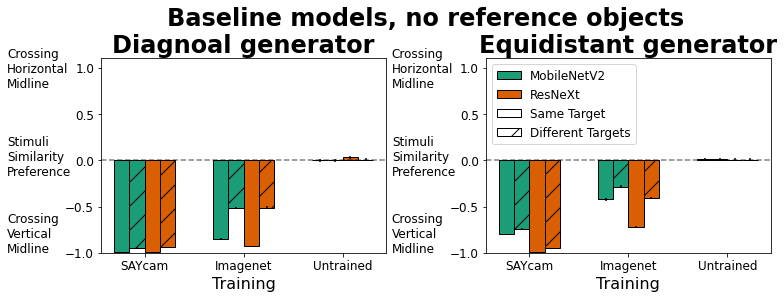 Baseline models, no reference objects
Diagnoal generator
Crossing
Horizontal
Midline
Stimuli
Similarity
Preference
Crossing
Vertical
Midline
1.0
0.5
0.0
−0.5
−1.0
SAYcam
Imagenet
Untrained
Training
Equidistant generator
Crossing
Horizontal
Midline
Stimuli
Similarity
Preference
Crossing
Vertical
Midline
1.0
0.5
0.0
−0.5
−1.0
MobileNetV2
ResNeXt
Same Target
Different Targets
SAYcam
Imagenet
Untrained
Training